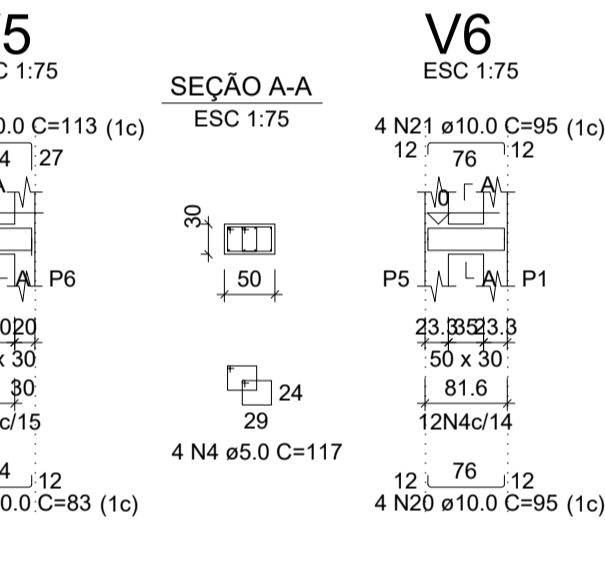 5
C 1:75
0.0 C=113 (1c)
4 27
A
A P6
20
x 30
30
c/15
4 12
0.0 C=83 (1c)
SEÇÃO A-A
ESC 1:75
30
50
24
29
4 N4 ø5.0 C=117
V6
ESC 1:75
4 N21 ø10.0 C=95 (1c)
12 76 12
0 A
P5 A P1
23.3 35 23.3
50 x 30
81.6
12N4c/14
12 76 12
4 N20 ø10.0 C=95 (1c)